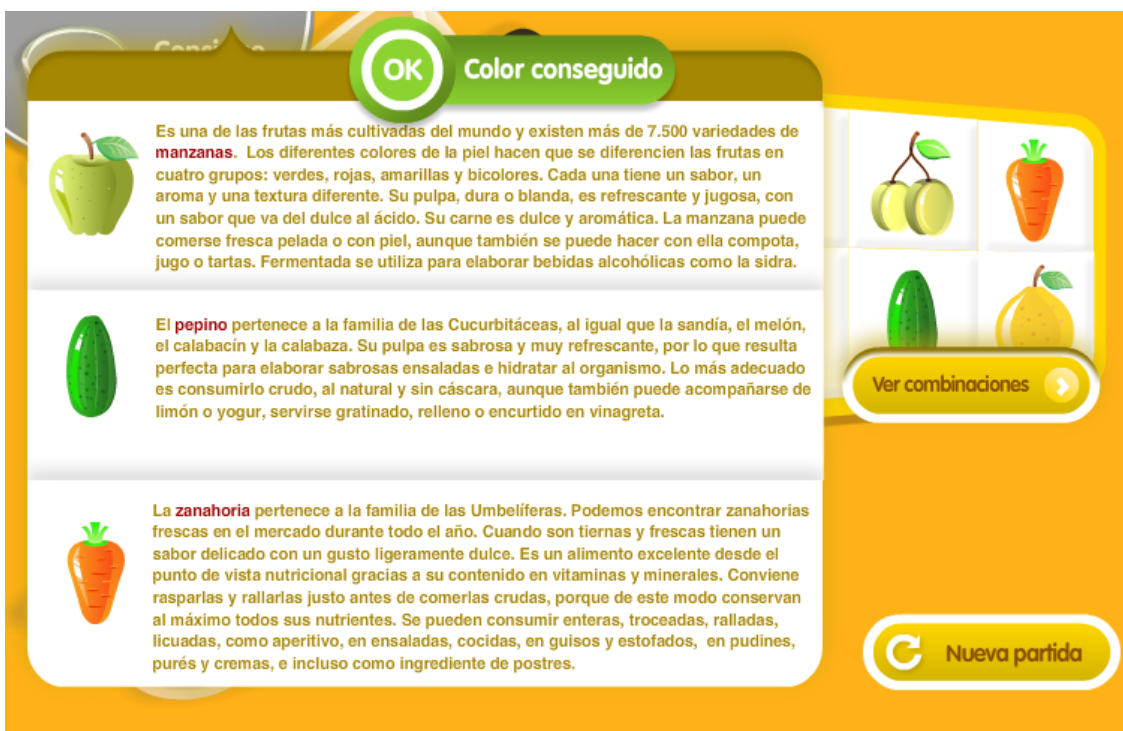 OK Color conseguido
Es una de las frutas más cultivadas del mundo y existen más de 7.500 variedades de
manzanas. Los diferentes colores de la piel hacen que se diferencien las frutas en
cuatro grupos: verdes, rojas, amarillas y bicolores. Cada una tiene un sabor, un
aroma y una textura diferente. Su pulpa, dura o blanda, es refrescante y jugosa, con
un sabor que va del dulce al ácido. Su carne es dulce y aromática. La manzana puede
comerse fresca pelada o con piel, aunque también se puede hacer con ella compota,
jugo o tartas. Fermentada se utiliza para elaborar bebidas alcohólicas como la sidra.
El pepino pertenece a la familia de las Cucurbitáceas, al igual que la sandía, el melón,
el calabacín y la calabaza. Su pulpa es sabrosa y muy refrescante, por lo que resulta
perfecta para elaborar sabrosas ensaladas e hidratar al organismo. Lo más adecuado
es consumirlo crudo, al natural y sin cáscara, aunque también puede acompañarse de
limón o yogur, servirse gratinado, relleno o encurtido en vinagreta.
Ver combinaciones
La zanahoria pertenece a la familia de las Umbelíferas. Podemos encontrar zanahorias
frescas en el mercado durante todo el año. Cuando son tiernas y frescas tienen un
sabor delicado con un gusto ligeramente dulce. Es un alimento excelente desde el
punto de vista nutricional gracias a su contenido en vitaminas y minerales. Conviene
rasparlas y rallarlas justo antes de comerlas crudas, porque de este modo conservan
al máximo todos sus nutrientes. Se pueden consumir enteras, troceadas, ralladas,
licuadas, como aperitivo, en ensaladas, cocidas, en guisos y estofados, en pudines,
purés y cremas, e incluso como ingrediente de postres.
Nueva partida